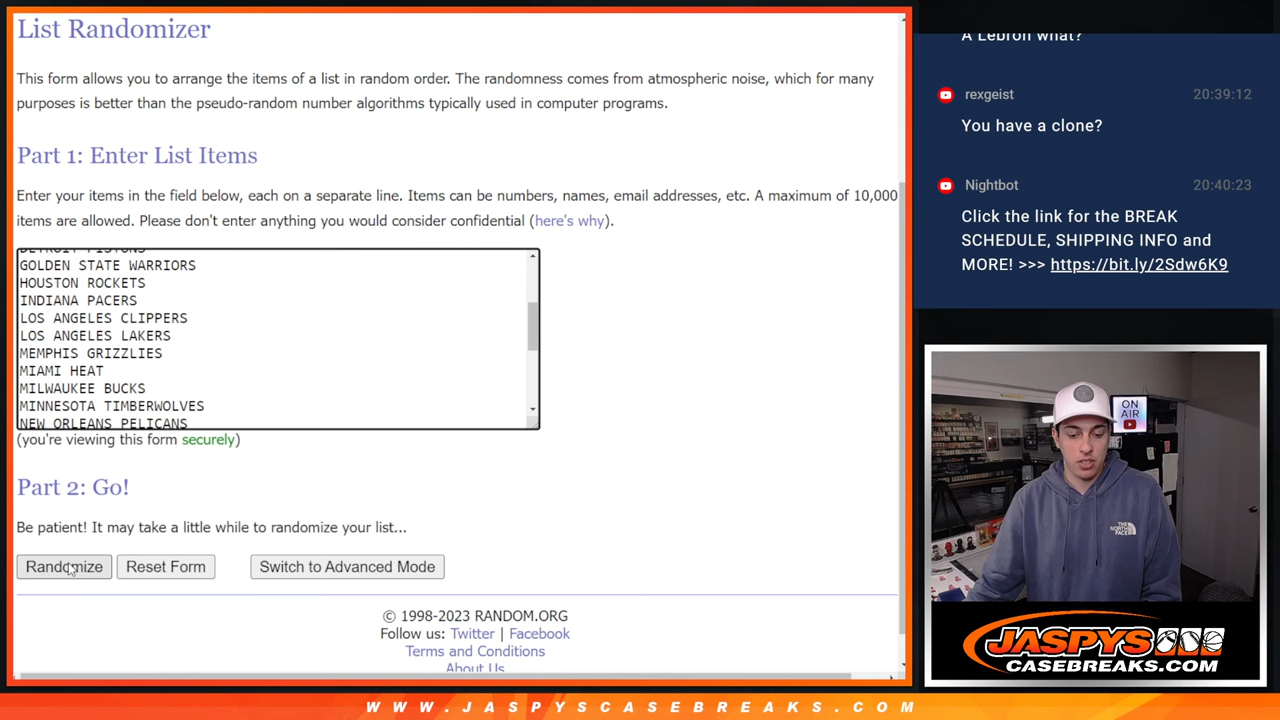 List Randomizer
This form allows you to arrange the items of a list in random order. The randomness comes from atmospheric noise, which for many
purposes is better than the pseudo-random number algorithms typically used in computer programs.
Part 1: Enter List Items
Enter your items in the field below, each on a separate line. Items can be numbers, names, email addresses, etc. A maximum of 10,000
items are allowed. Please don't enter anything you would consider confidential (here's why).
DETROIT PISTONS
GOLDEN STATE WARRIORS
HOUSTON ROCKETS
INDIANA PACERS
LOS ANGELES CLIPPERS
LOS ANGELES LAKERS
MEMPHIS GRIZZLIES
MIAMI HEAT
MILWAUKEE BUCKS
MINNESOTA TIMBERWOLVES
NEW ORLEANS PELICANS
(you're viewing this form securely)
Part 2: Go!
Be patient! It may take a little while to randomize your list...
Randomize Reset Form Switch to Advanced Mode
© 1998-2023 RANDOM.ORG
Follow us: Twitter | Facebook
Terms and Conditions
About Us
A Lebron what?
rexgeist 20:39:12
You have a clone?
Nightbot 20:40:23
Click the link for the BREAK
SCHEDULE, SHIPPING INFO and
MORE! >>> https://bit.ly/2Sdw6K9
ON
AIR
THE
NORTH
FACE
JASPYS
CASEBREAKS.COM
WWW.JASPYSCASEBREAKS.COM